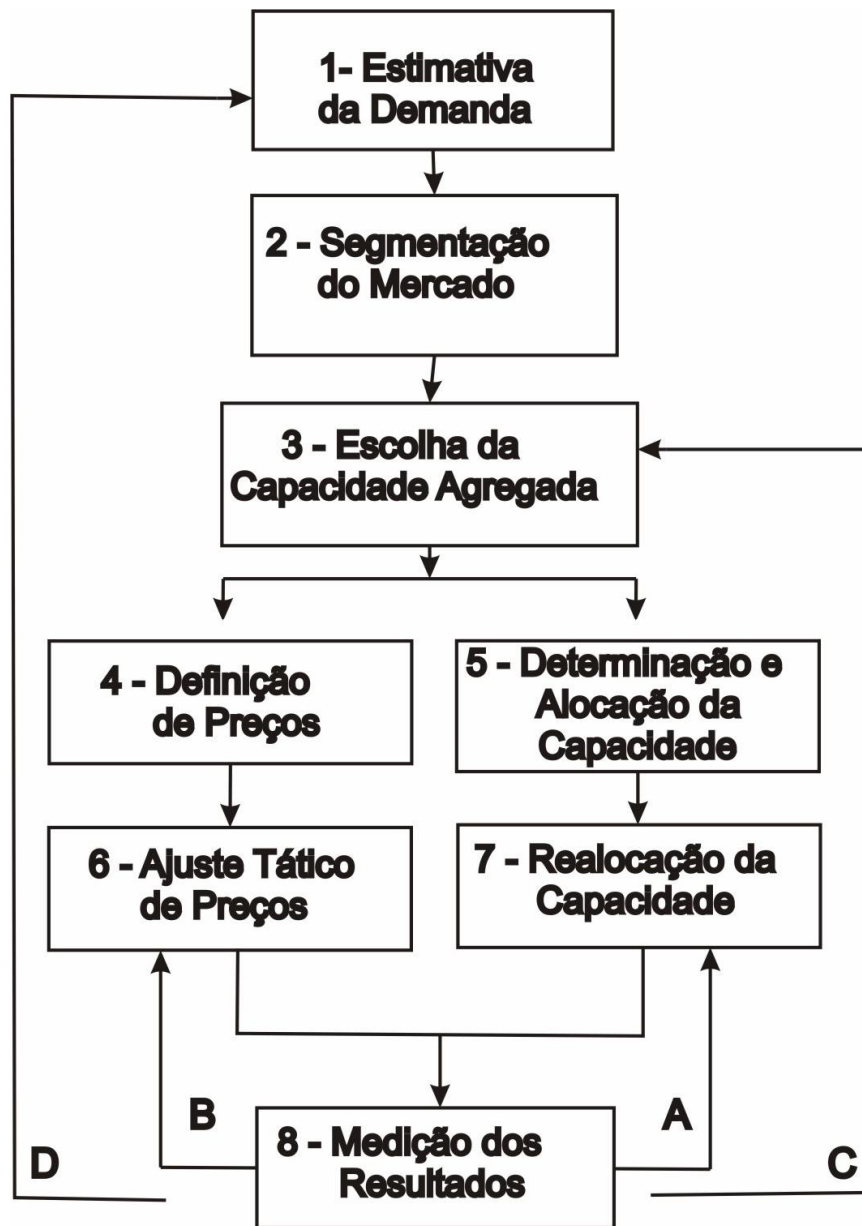 1- Estimativa
da Demanda
2 - Segmentação
do Mercado
3 - Escolha da
Capacidade Agregada
4 - Definição
de Preços
5 - Determinação e
Alocação da
Capacidade
6 - Ajuste Tático
de Preços
7 - Realocação da
Capacidade
B
A
8 - Medição dos
Resultados
D
C